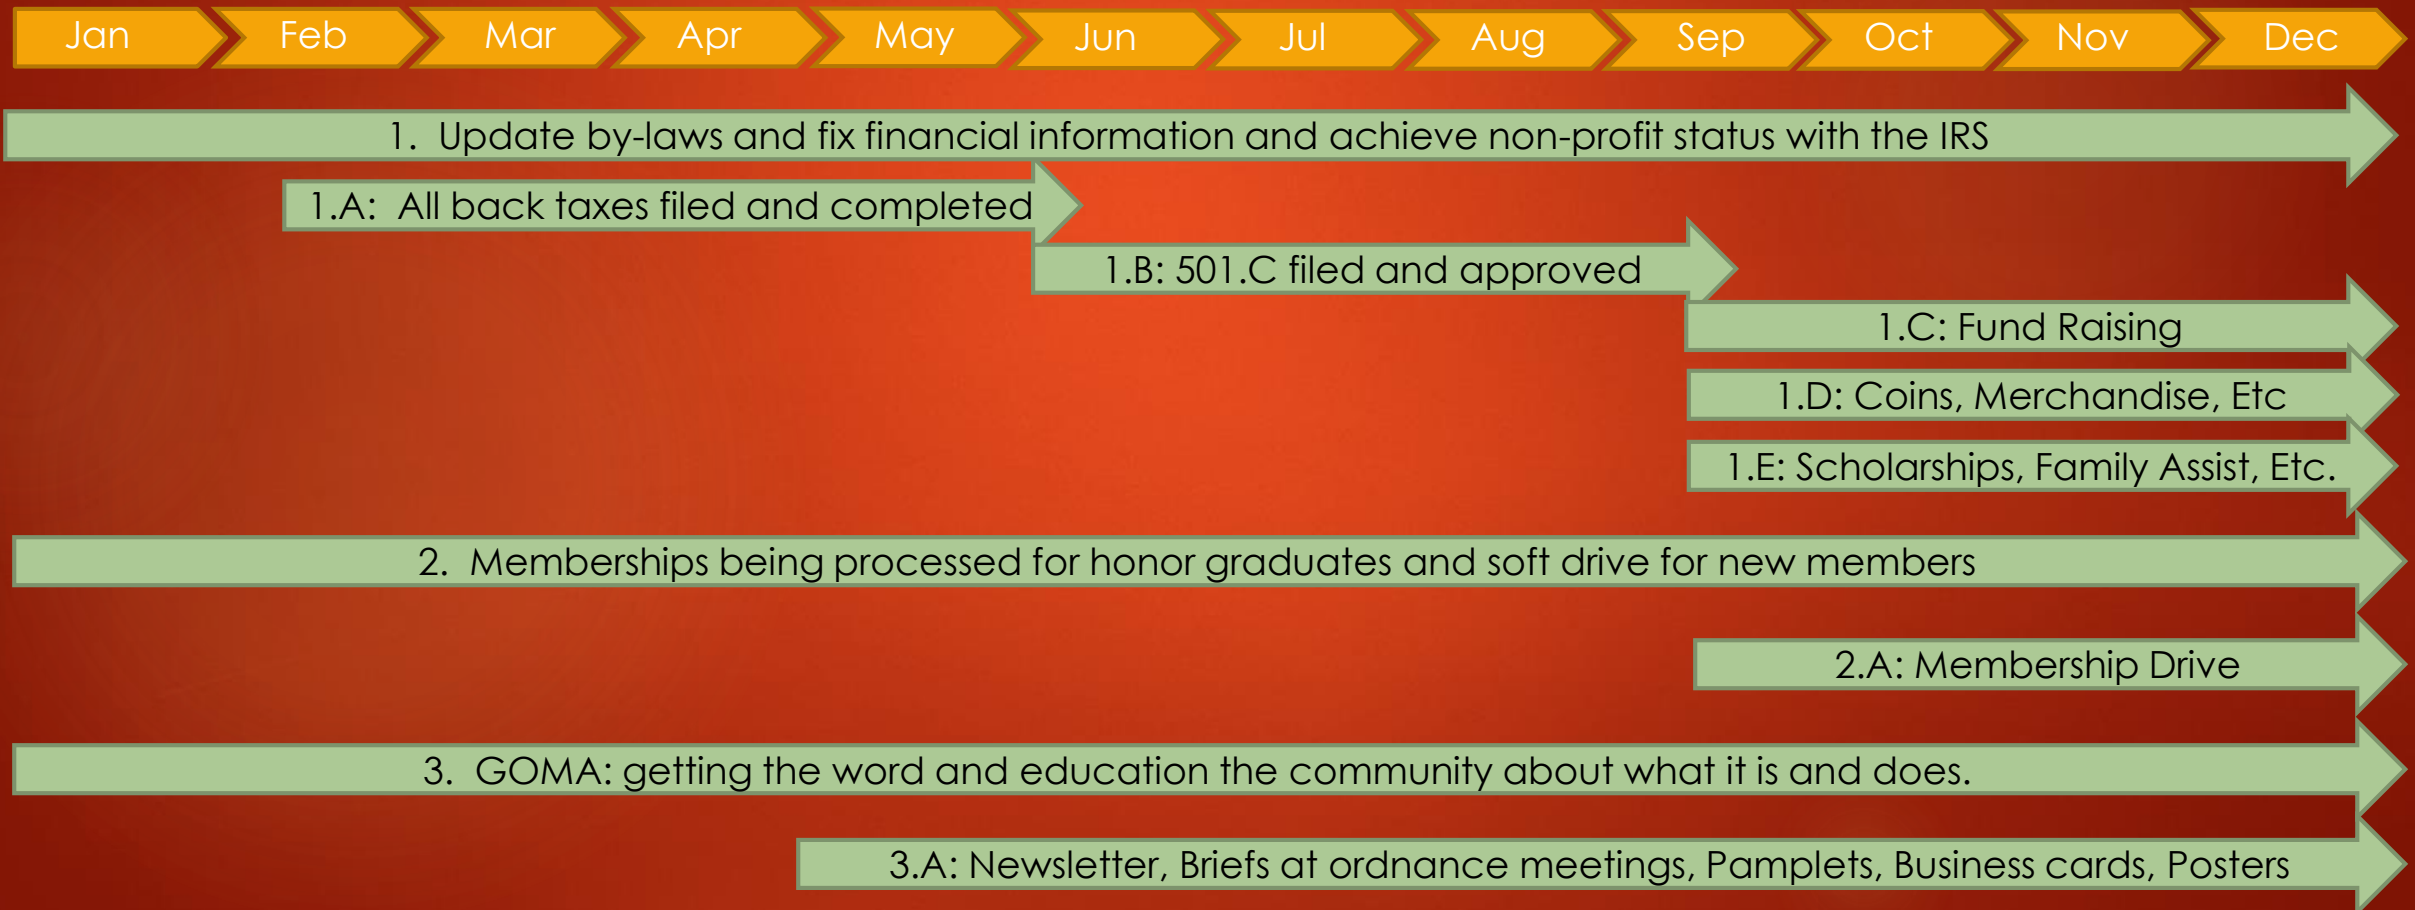 Jan Feb Mar Apr May Jun Jul Aug Sep Oct Nov Dec
1. Update by-laws and fix financial information and achieve non-profit status with the IRS
1.A: All back taxes filed and completed
1.B: 501.C filed and approved
1.C: Fund Raising
1.D: Coins, Merchandise, Etc
1.E: Scholarships, Family Assist, Etc.
2. Memberships being processed for honor graduates and soft drive for new members
2.A: Membership Drive
3. GOMA: getting the word and education the community about what it is and does.
3.A: Newsletter, Briefs at ordnance meetings, Pamplets, Business cards, Posters